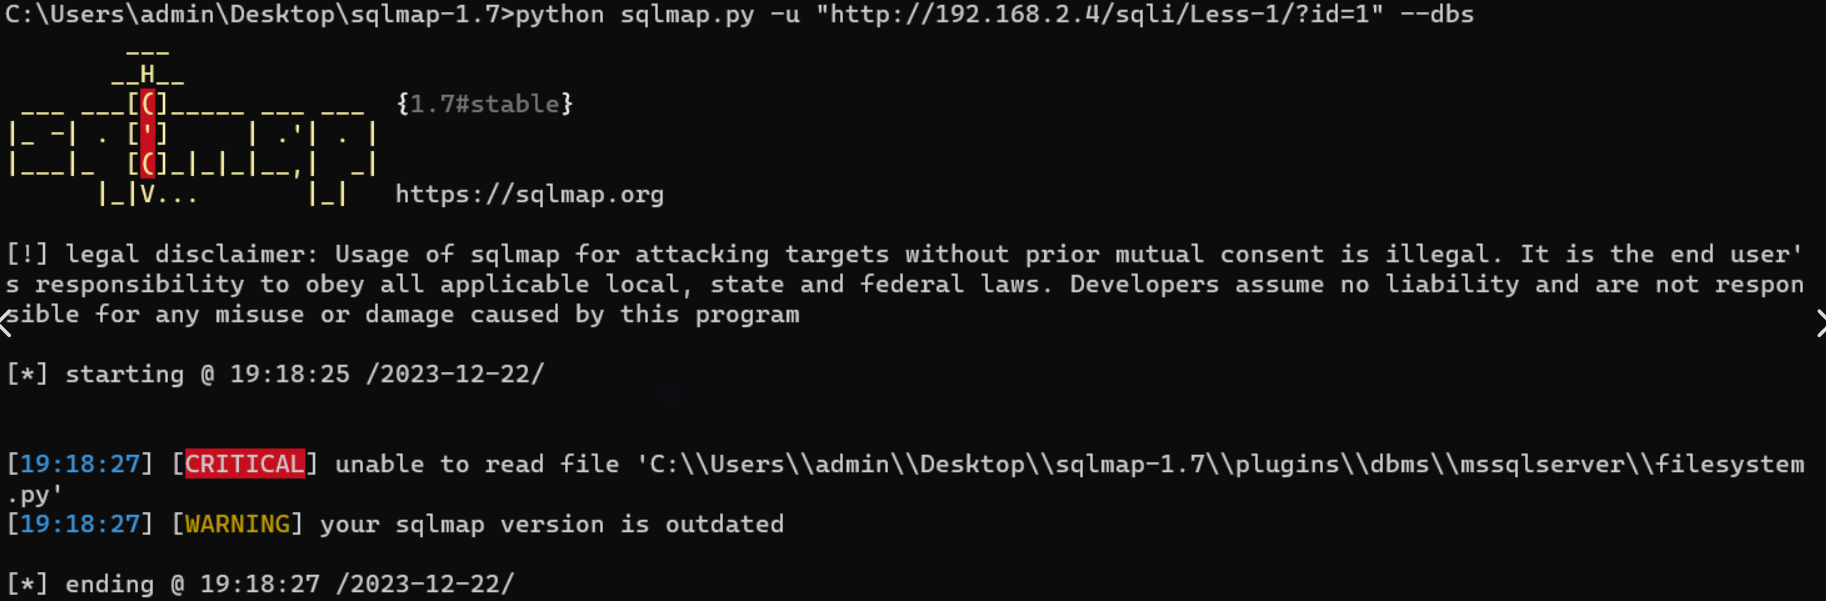 C:\Users\admin\Desktop\sqlmap-1.7>python sqlmap.py -u "http://192.168.2.4/sqli/Less-1/?id=1" --dbs
        ___
       __H__
 ___ ___[(]_____ ___ ___  {1.7#stable}
|_ -| . [']     | .'| . |
|___|_  [(]_|_|_|__,|  _|
      |_|V...       |_|   https://sqlmap.org
[!] legal disclaimer: Usage of sqlmap for attacking targets without prior mutual consent is illegal. It is the end user'
s responsibility to obey all applicable local, state and federal laws. Developers assume no liability and are not respon
sible for any misuse or damage caused by this program
[*] starting @ 19:18:25 /2023-12-22/
[19:18:27] [CRITICAL] unable to read file 'C:\\Users\\admin\\Desktop\\sqlmap-1.7\\plugins\\dbms\\mssqlserver\\filesystem
.py'
[19:18:27] [WARNING] your sqlmap version is outdated
[*] ending @ 19:18:27 /2023-12-22/